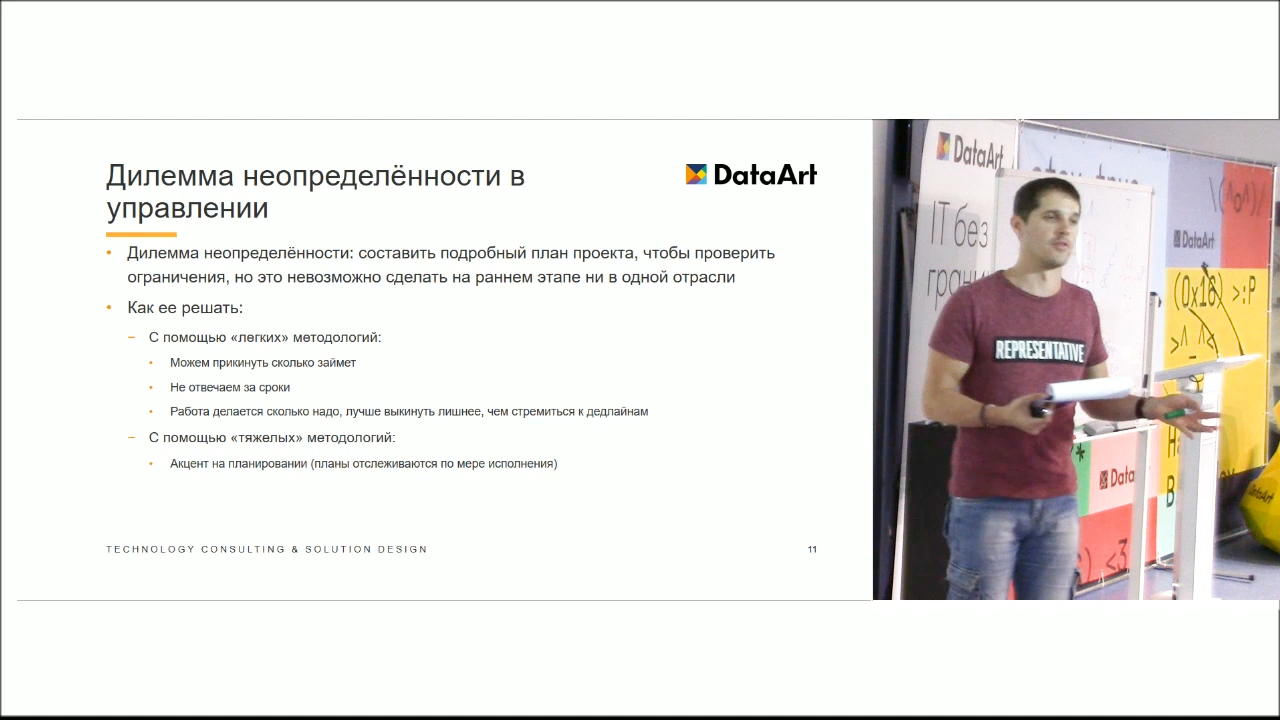 Дилемма неопределённости в
управлении
DataArt
• Дилемма неопределённости: составить подробный план проекта, чтобы проверить
ограничения, но это невозможно сделать на раннем этапе ни в одной отрасли
• Как ее решать:
– С помощью «легких» методологий:
• Можем прикинуть сколько займет
• Не отвечаем за сроки
• Работа делается сколько надо, лучше выкинуть лишнее, чем стремиться к дедлайнам
– С помощью «тяжелых» методологий:
• Акцент на планировании (планы отслеживаются по мере исполнения)
TECHNOLOGY CONSULTING & SOLUTION DESIGN
11
DataArt
IT без
грани
DataArt
(0x16) >:P
REPRESENTATIVE
DataArt
<3
DataArt